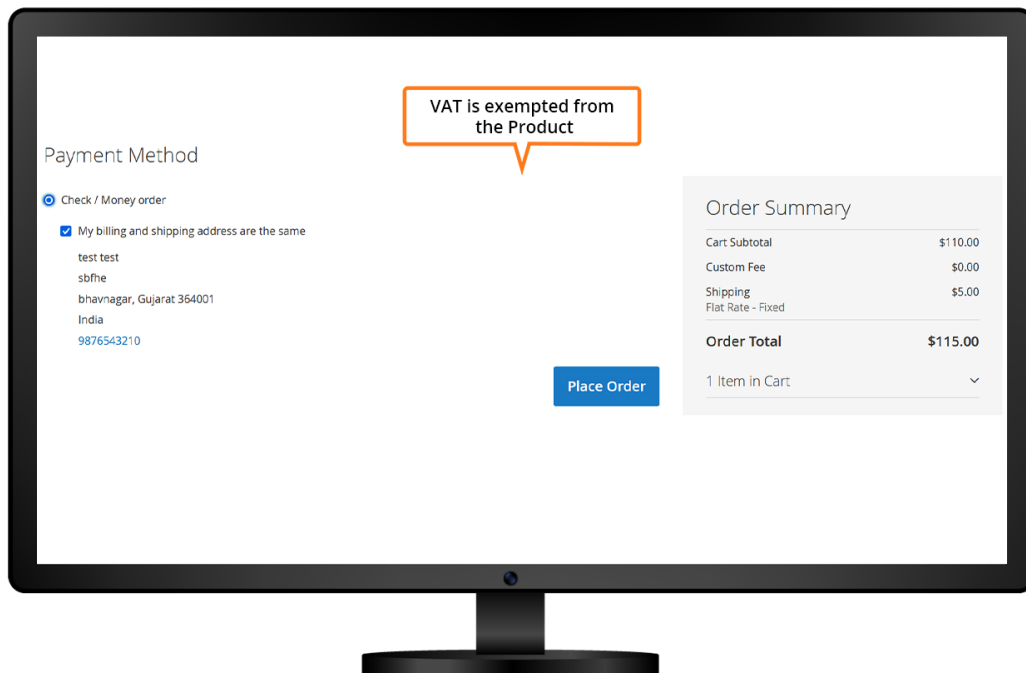 VAT is exempted from
the Product
Payment Method
Check / Money order
My billing and shipping address are the same
test test
sbfhe
bhavnagar, Gujarat 364001
India
9876543210
Place Order
Order Summary
Cart Subtotal $110.00
Custom Fee $0.00
Shipping $5.00
Flat Rate - Fixed
Order Total $115.00
1 Item in Cart